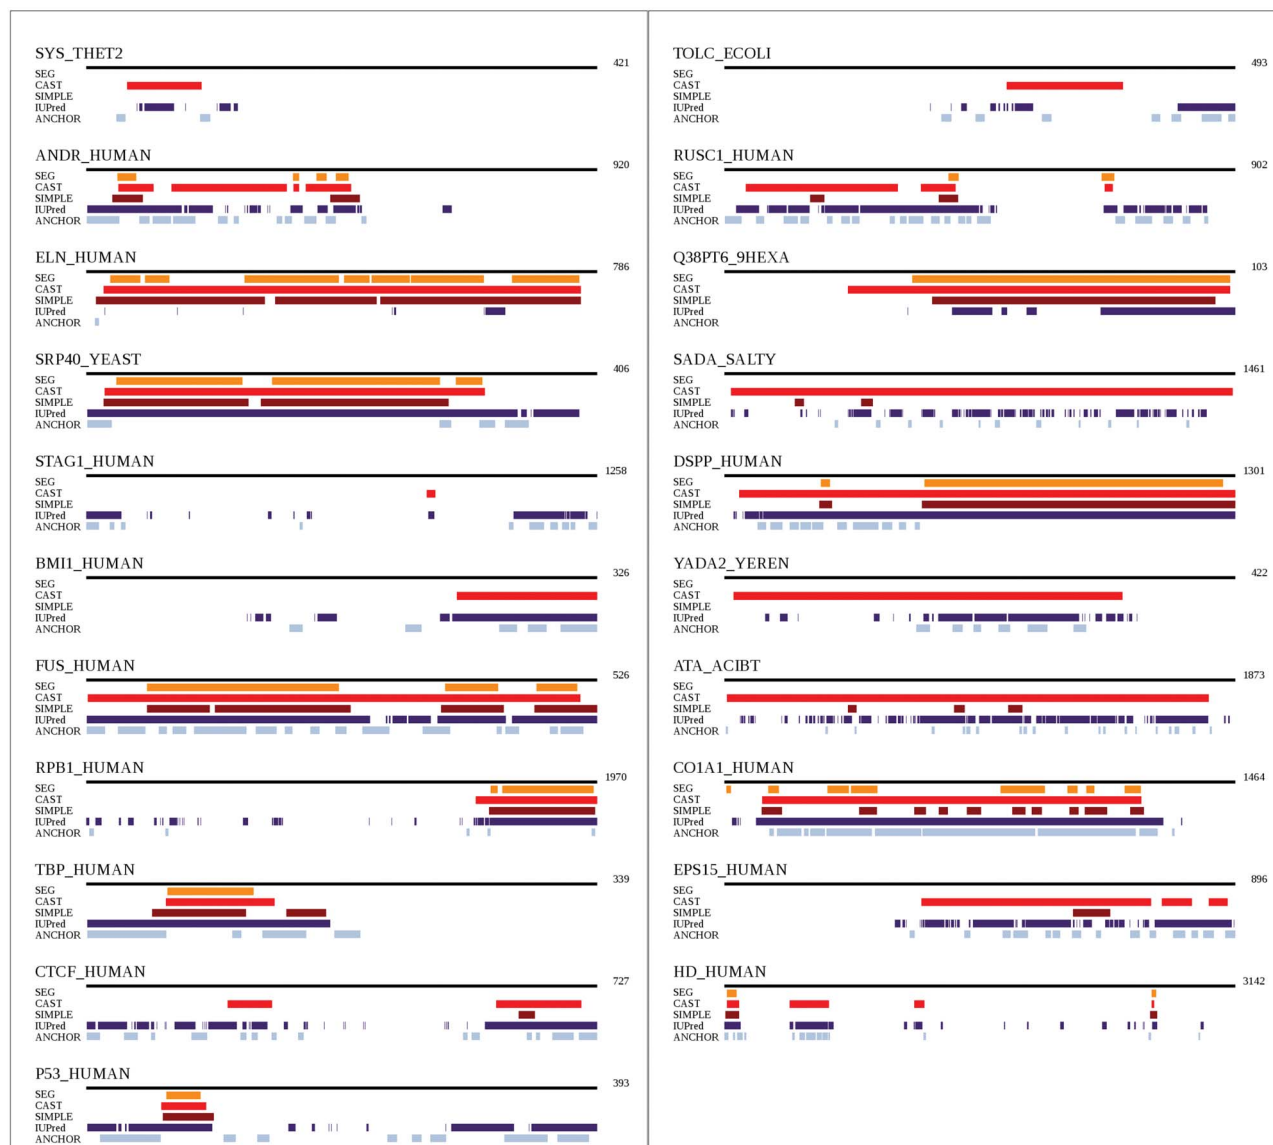 SYS_THET2
421
SEG
CAST
SIMPLE
IUPred
ANCHOR
ANDR_HUMAN
920
SEG
CAST
SIMPLE
IUPred
ANCHOR
ELN_HUMAN
786
SEG
CAST
SIMPLE
IUPred
ANCHOR
SRP40_YEAST
406
SEG
CAST
SIMPLE
IUPred
ANCHOR
STAG1_HUMAN
1258
SEG
CAST
SIMPLE
IUPred
ANCHOR
BMI1_HUMAN
326
SEG
CAST
SIMPLE
IUPred
ANCHOR
FUS_HUMAN
526
SEG
CAST
SIMPLE
IUPred
ANCHOR
RPB1_HUMAN
1970
SEG
CAST
SIMPLE
IUPred
ANCHOR
TBP_HUMAN
339
SEG
CAST
SIMPLE
IUPred
ANCHOR
CTCF_HUMAN
727
SEG
CAST
SIMPLE
IUPred
ANCHOR
P53_HUMAN
393
SEG
CAST
SIMPLE
IUPred
ANCHOR
TOLC_ECOLI
493
SEG
CAST
SIMPLE
IUPred
ANCHOR
RUSC1_HUMAN
902
SEG
CAST
SIMPLE
IUPred
ANCHOR
Q38PT6_9HEXA
103
SEG
CAST
SIMPLE
IUPred
ANCHOR
SADA_SALTY
1461
SEG
CAST
SIMPLE
IUPred
ANCHOR
DSPP_HUMAN
1301
SEG
CAST
SIMPLE
IUPred
ANCHOR
YADA2_YEREN
422
SEG
CAST
SIMPLE
IUPred
ANCHOR
ATA_ACIBT
1873
SEG
CAST
SIMPLE
IUPred
ANCHOR
CO1A1_HUMAN
1464
SEG
CAST
SIMPLE
IUPred
ANCHOR
EPS15_HUMAN
896
SEG
CAST
SIMPLE
IUPred
ANCHOR
HD_HUMAN
3142
SEG
CAST
SIMPLE
IUPred
ANCHOR